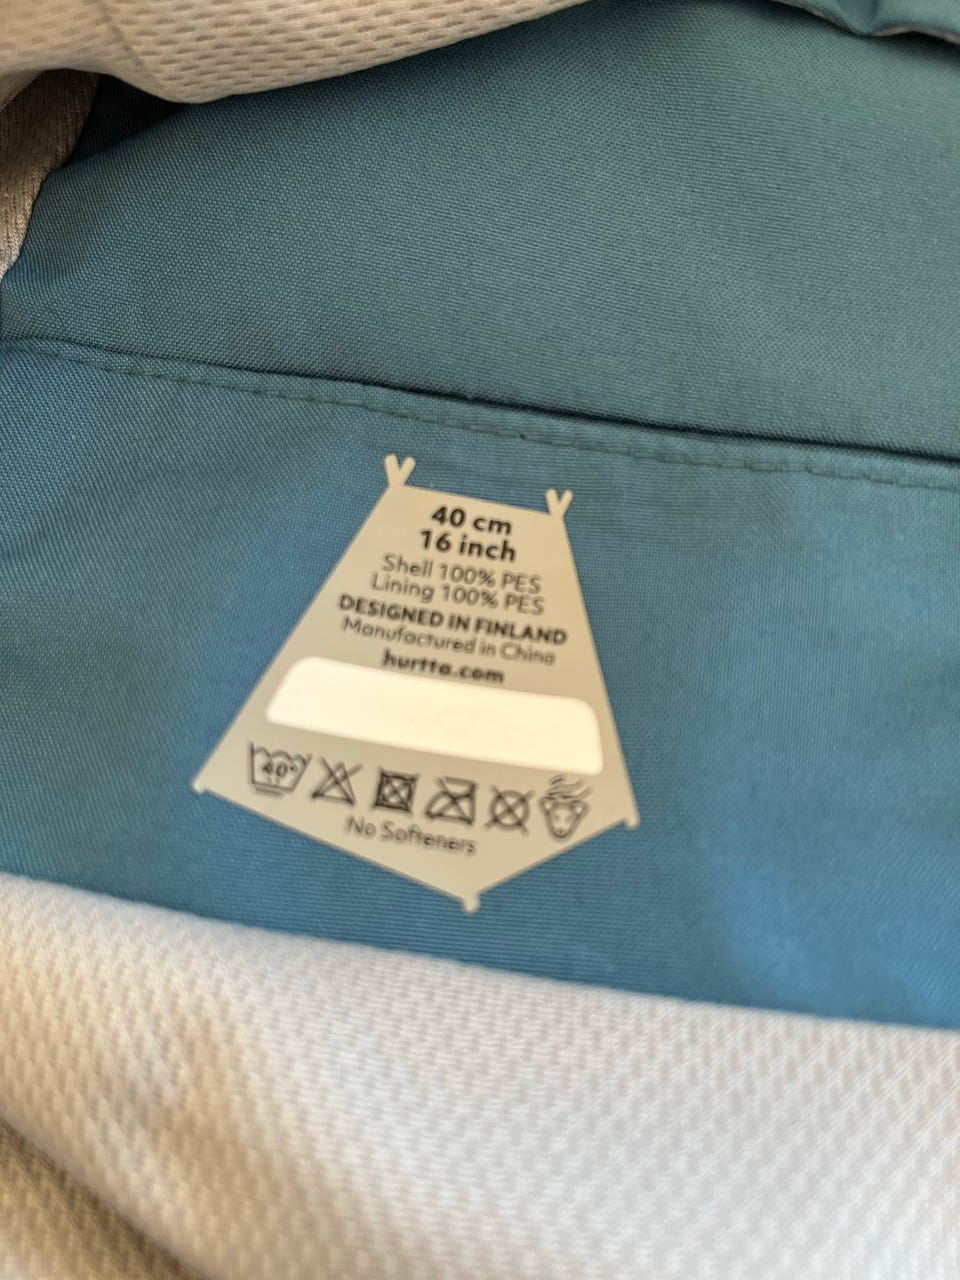 40 cm
16 inch
Shell 100% PES
Lining 100% PES
DESIGNED IN FINLAND
Manufactured in China
hurtta.com
40°
No Softeners